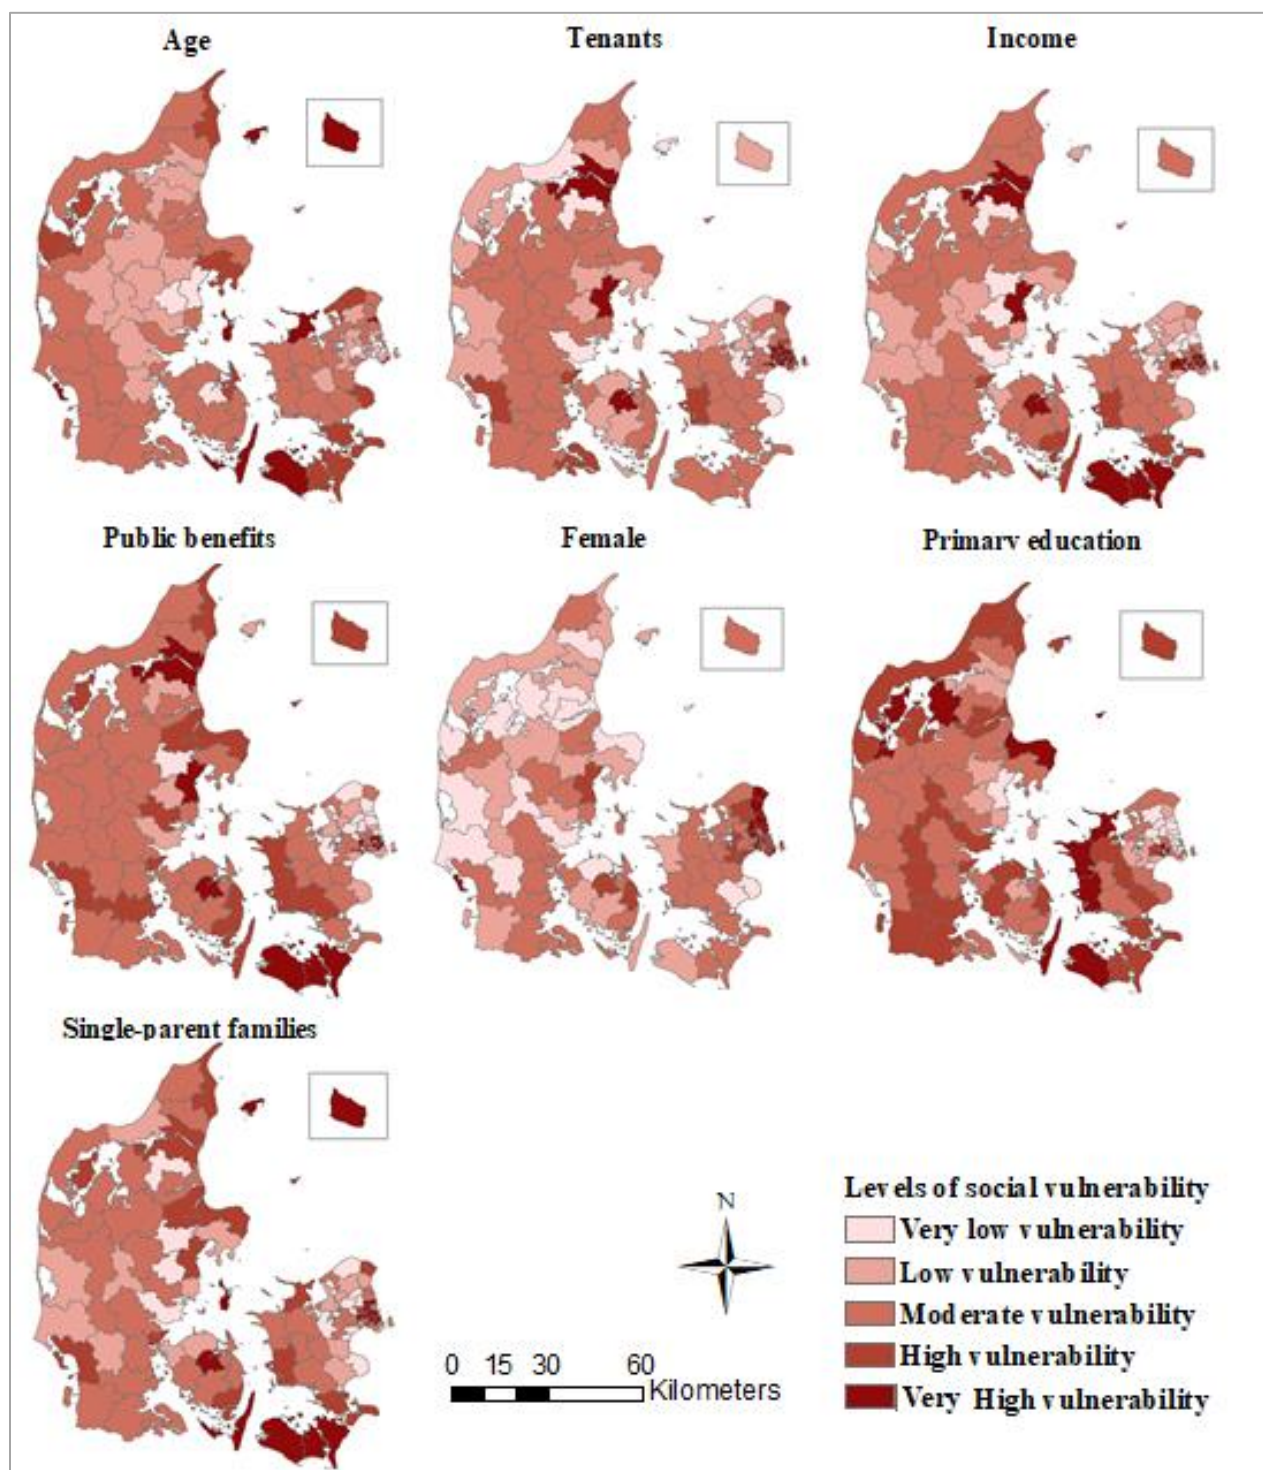 Age
Tenants
Income
Public benefits
Female
Primary education
Single-parent families
N
Levels of social vulnerability
Very low vulnerability
Low vulnerability
Moderate vulnerability
High vulnerability
Very High vulnerability
0 15 30 60
Kilometers